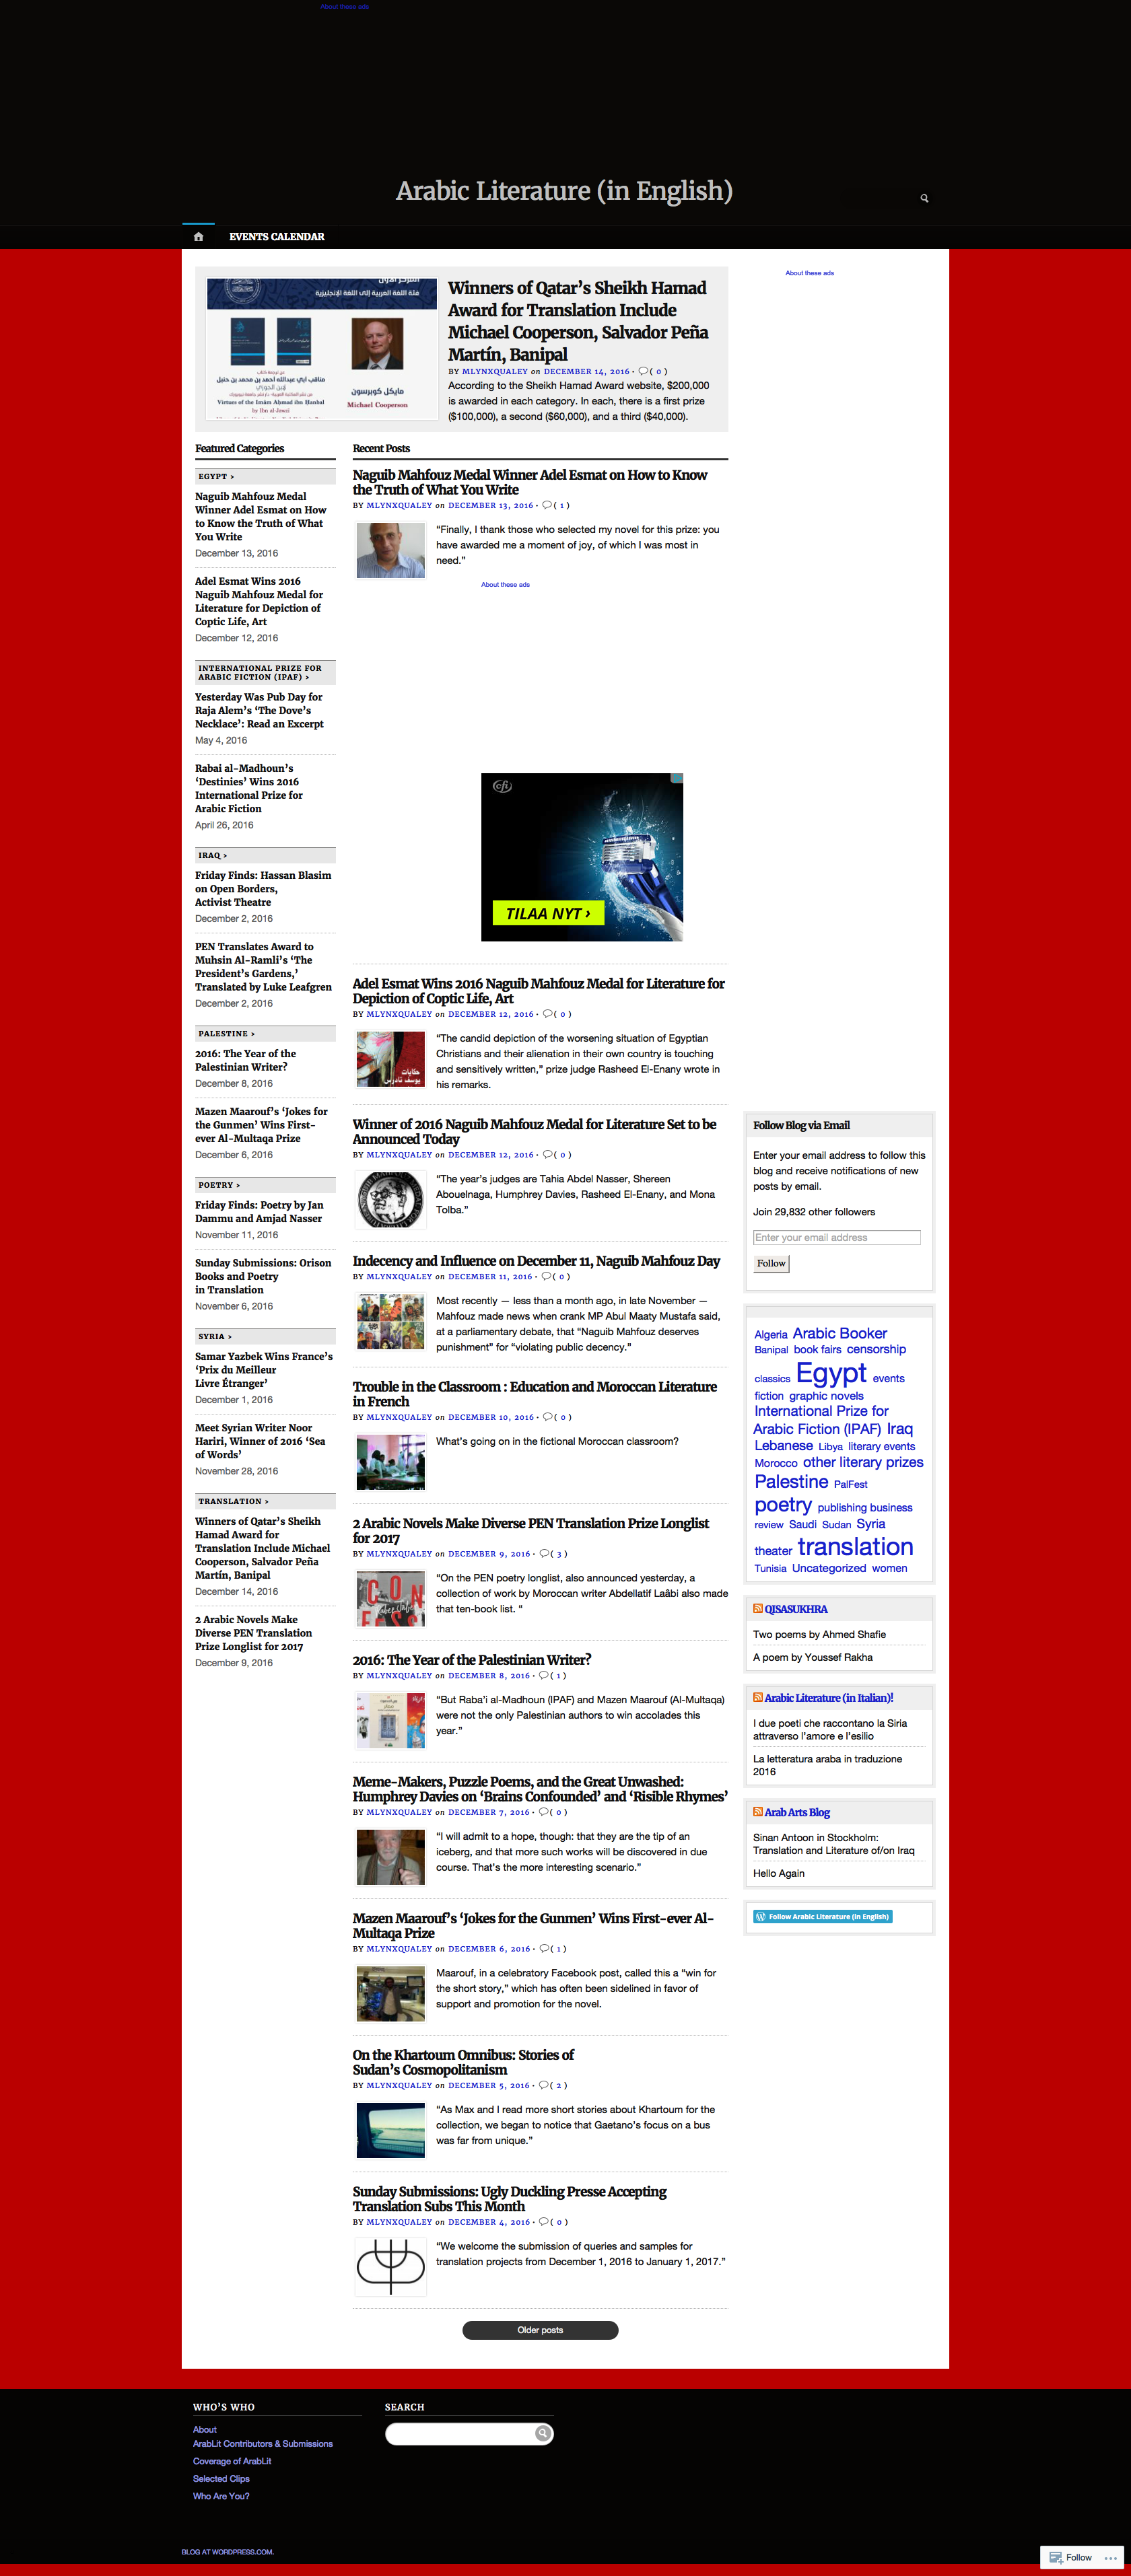 About these ads
Arabic Literature (in English)
EVENTS CALENDAR
About these ads
فئة اللغة العربية إلى اللغة الإنجليزية
مايكل كوبرسون
Michael Cooperson
Virtues of the Imām Aḥmad ibn Ḥanbal
by Ibn al-Jawzī
Winners of Qatar’s Sheikh Hamad
Award for Translation Include
Michael Cooperson, Salvador Peña
Martín, Banipal
BY MLYNXQUALEY on DECEMBER 14, 2016 • ( 0 )
According to the Sheikh Hamad Award website, $200,000
is awarded in each category. In each, there is a first prize
($100,000), a second ($60,000), and a third ($40,000).
Featured Categories
EGYPT >
Naguib Mahfouz Medal
Winner Adel Esmat on How
to Know the Truth of What
You Write
December 13, 2016
Adel Esmat Wins 2016
Naguib Mahfouz Medal for
Literature for Depiction of
Coptic Life, Art
December 12, 2016
INTERNATIONAL PRIZE FOR
ARABIC FICTION (IPAF) >
Yesterday Was Pub Day for
Raja Alem’s ‘The Dove’s
Necklace’: Read an Excerpt
May 4, 2016
Rabai al-Madhoun’s
‘Destinies’ Wins 2016
International Prize for
Arabic Fiction
April 26, 2016
IRAQ >
Friday Finds: Hassan Blasim
on Open Borders,
Activist Theatre
December 2, 2016
PEN Translates Award to
Muhsin Al-Ramli’s ‘The
President’s Gardens,’
Translated by Luke Leafgren
December 2, 2016
PALESTINE >
2016: The Year of the
Palestinian Writer?
December 8, 2016
Mazen Maarouf’s ‘Jokes for
the Gunmen’ Wins First-
ever Al-Multaqa Prize
December 6, 2016
POETRY >
Friday Finds: Poetry by Jan
Dammu and Amjad Nasser
November 11, 2016
Sunday Submissions: Orison
Books and Poetry
in Translation
November 6, 2016
SYRIA >
Samar Yazbek Wins France’s
‘Prix du Meilleur
Livre Étranger’
December 1, 2016
Meet Syrian Writer Noor
Hariri, Winner of 2016 ‘Sea
of Words’
November 28, 2016
TRANSLATION >
Winners of Qatar’s Sheikh
Hamad Award for
Translation Include Michael
Cooperson, Salvador Peña
Martín, Banipal
December 14, 2016
2 Arabic Novels Make
Diverse PEN Translation
Prize Longlist for 2017
December 9, 2016
Recent Posts
Naguib Mahfouz Medal Winner Adel Esmat on How to Know
the Truth of What You Write
BY MLYNXQUALEY on DECEMBER 13, 2016 • ( 1 )
“Finally, I thank those who selected my novel for this prize: you
have awarded me a moment of joy, of which I was most in
need.”
About these ads
cfi
TILAA NYT ›
Adel Esmat Wins 2016 Naguib Mahfouz Medal for Literature for
Depiction of Coptic Life, Art
BY MLYNXQUALEY on DECEMBER 12, 2016 • ( 0 )
حكايات
يوسف تادرس
“The candid depiction of the worsening situation of Egyptian
Christians and their alienation in their own country is touching
and sensitively written,” prize judge Rasheed El-Enany wrote in
his remarks.
Winner of 2016 Naguib Mahfouz Medal for Literature Set to be
Announced Today
BY MLYNXQUALEY on DECEMBER 12, 2016 • ( 0 )
“The year’s judges are Tahia Abdel Nasser, Shereen
Abouelnaga, Humphrey Davies, Rasheed El-Enany, and Mona
Tolba.”
Indecency and Influence on December 11, Naguib Mahfouz Day
BY MLYNXQUALEY on DECEMBER 11, 2016 • ( 0 )
Most recently — less than a month ago, in late November —
Mahfouz made news when crank MP Abul Maaty Mustafa said,
at a parliamentary debate, that “Naguib Mahfouz deserves
punishment” for “violating public decency.”
Trouble in the Classroom : Education and Moroccan Literature
in French
BY MLYNXQUALEY on DECEMBER 10, 2016 • ( 0 )
What’s going on in the fictional Moroccan classroom?
2 Arabic Novels Make Diverse PEN Translation Prize Longlist
for 2017
BY MLYNXQUALEY on DECEMBER 9, 2016 • ( 3 )
“On the PEN poetry longlist, also announced yesterday, a
collection of work by Moroccan writer Abdellatif Laâbi also made
that ten-book list. “
2016: The Year of the Palestinian Writer?
BY MLYNXQUALEY on DECEMBER 8, 2016 • ( 1 )
“But Raba’i al-Madhoun (IPAF) and Mazen Maarouf (Al-Multaqa)
were not the only Palestinian authors to win accolades this
year.”
Meme-Makers, Puzzle Poems, and the Great Unwashed:
Humphrey Davies on ‘Brains Confounded’ and ‘Risible Rhymes’
BY MLYNXQUALEY on DECEMBER 7, 2016 • ( 0 )
“I will admit to a hope, though: that they are the tip of an
iceberg, and that more such works will be discovered in due
course. That’s the more interesting scenario.”
Mazen Maarouf’s ‘Jokes for the Gunmen’ Wins First-ever Al-
Multaqa Prize
BY MLYNXQUALEY on DECEMBER 6, 2016 • ( 1 )
Maarouf, in a celebratory Facebook post, called this a “win for
the short story,” which has often been sidelined in favor of
support and promotion for the novel.
On the Khartoum Omnibus: Stories of
Sudan’s Cosmopolitanism
BY MLYNXQUALEY on DECEMBER 5, 2016 • ( 2 )
“As Max and I read more short stories about Khartoum for the
collection, we began to notice that Gaetano’s focus on a bus
was far from unique.”
Sunday Submissions: Ugly Duckling Presse Accepting
Translation Subs This Month
BY MLYNXQUALEY on DECEMBER 4, 2016 • ( 0 )
“We welcome the submission of queries and samples for
translation projects from December 1, 2016 to January 1, 2017.”
Older posts
Follow Blog via Email
Enter your email address to follow this
blog and receive notifications of new
posts by email.
Join 29,832 other followers
Enter your email address
Follow
Algeria Arabic Booker
Banipal book fairs censorship
classics Egypt events
fiction graphic novels
International Prize for
Arabic Fiction (IPAF) Iraq
Lebanese Libya literary events
Morocco other literary prizes
Palestine PalFest
poetry publishing business
review Saudi Sudan Syria
theater translation
Tunisia Uncategorized women
QISASUKHRA
Two poems by Ahmed Shafie
A poem by Youssef Rakha
Arabic Literature (in Italian)!
I due poeti che raccontano la Siria
attraverso l’amore e l’esilio
La letteratura araba in traduzione
2016
Arab Arts Blog
Sinan Antoon in Stockholm:
Translation and Literature of/on Iraq
Hello Again
Follow Arabic Literature (in English)
WHO’S WHO
About
ArabLit Contributors & Submissions
Coverage of ArabLit
Selected Clips
Who Are You?
SEARCH
BLOG AT WORDPRESS.COM.
Follow